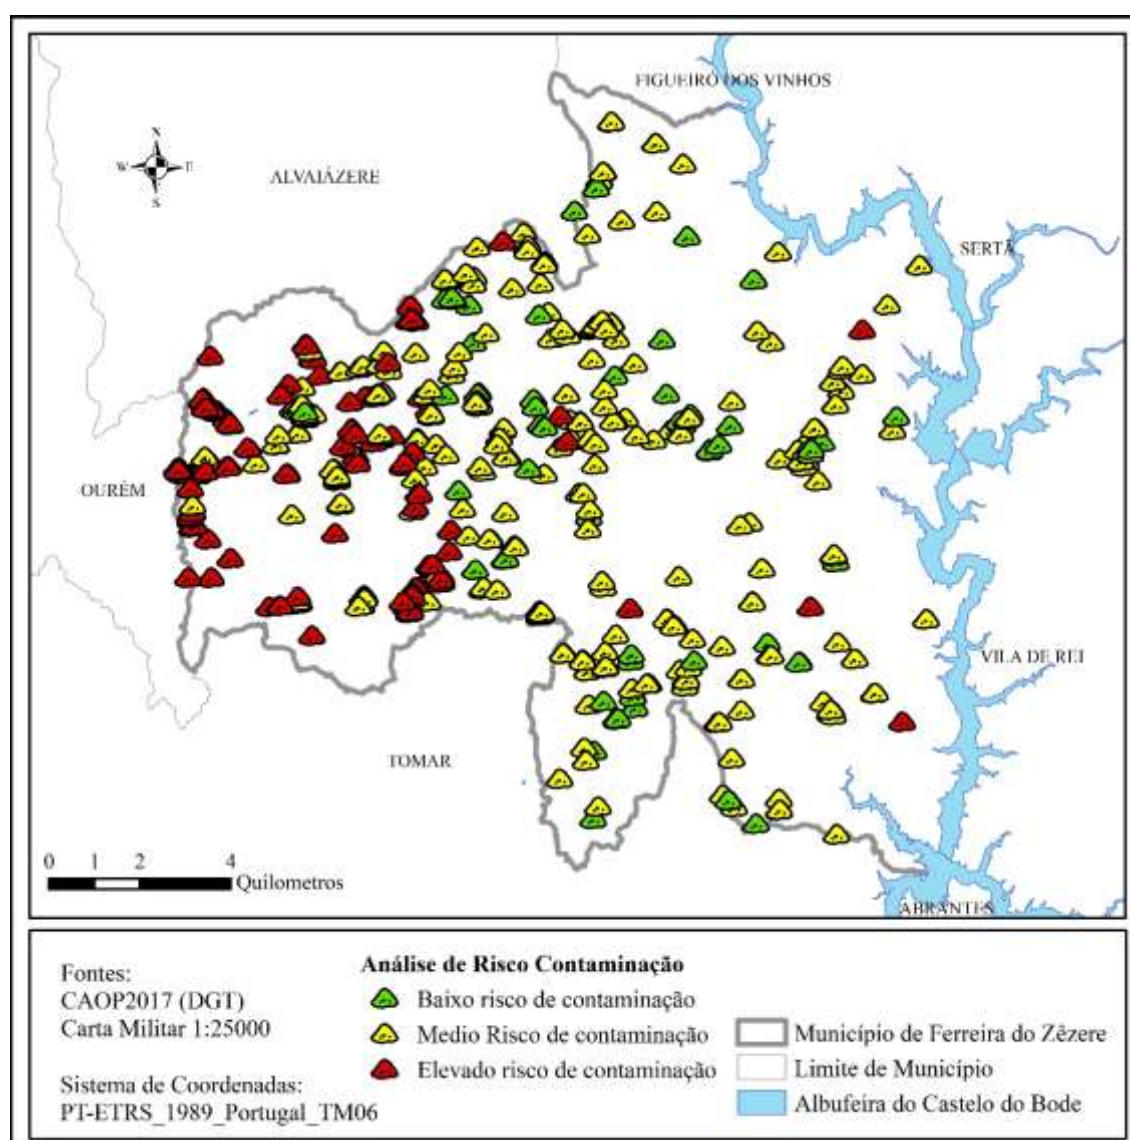 FIGUEIRÓ DOS VINHOS
N
W
E
S
ALVAIÁZERE
SERTÃ
OURÉM
VILA DE REI
TOMAR
0 1 2 4
Quilometros
ABRANTES
Fontes:
CAOP2017 (DGT)
Carta Militar 1:25000
Sistema de Coordenadas:
PT-ETRS_1989_Portugal_TM06
Análise de Risco Contaminação
Baixo risco de contaminação
Medio Risco de contaminação
Elevado risco de contaminação
Município de Ferreira do Zêzere
Limite de Município
Albufeira do Castelo do Bode